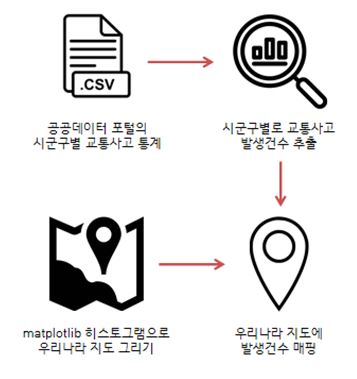 .CSV
공공데이터 포털의
시군구별 교통사고 통계
시군구별로 교통사고
발생건수 추출
matplotlib 히스토그램으로
우리나라 지도 그리기
우리나라 지도에
발생건수 매핑